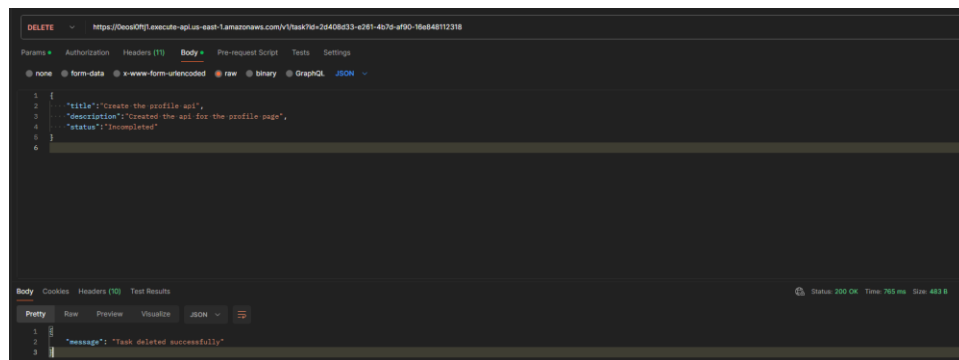 DELETE https://0eosl0ftj1.execute-api.us-east-1.amazonaws.com/v1/task?id=2d408d33-e261-4b7d-af90-16e848112318
Params Authorization Headers (11) Body Pre-request Script Tests Settings
none form-data x-www-form-urlencoded raw binary GraphQL JSON
1 {
2 "title":"Create the profile api",
3 "description":"Created the api for the profile page",
4 "status":"Incompleted"
5 }
6
Body Cookies Headers (10) Test Results Status: 200 OK Time: 765 ms Size: 483 B
Pretty Raw Preview Visualize JSON
1 {
2 "message": "Task deleted successfully"
3 }